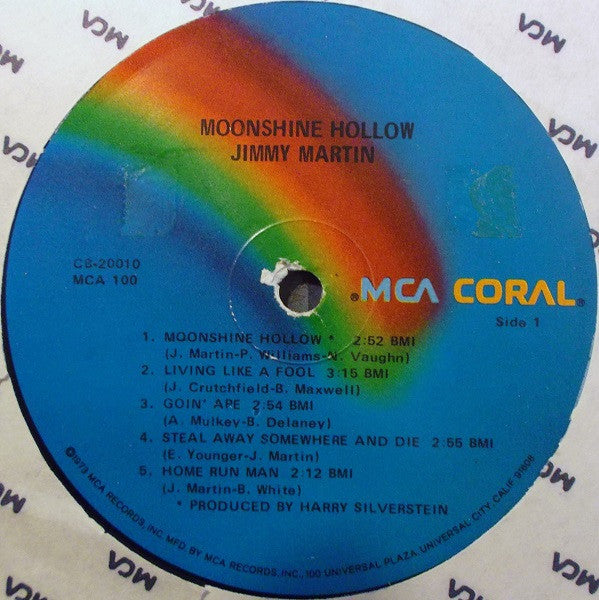 MOONSHINE HOLLOW
JIMMY MARTIN
CB-20010
MCA 100
®MCA CORAL®
Side 1
1. MOONSHINE HOLLOW * 2:52 BMI
(J. Martin-P. Williams-N. Vaughn)
2. LIVING LIKE A FOOL 3:15 BMI
(J. Crutchfield-B. Maxwell)
3. GOIN' APE 2:54 BMI
(A. Mulkey-B. Delaney)
4. STEAL AWAY SOMEWHERE AND DIE 2:55 BMI
(E. Younger-J. Martin)
5. HOME RUN MAN 2:12 BMI
(J. Martin-B. White)
* PRODUCED BY HARRY SILVERSTEIN
℗1973 MCA RECORDS, INC. MFD BY MCA RECORDS, INC., 100 UNIVERSAL PLAZA, UNIVERSAL CITY, CALIF. 91608
MCA
MCA
MCA
MCA
MCA
MCA
MCA
MCA